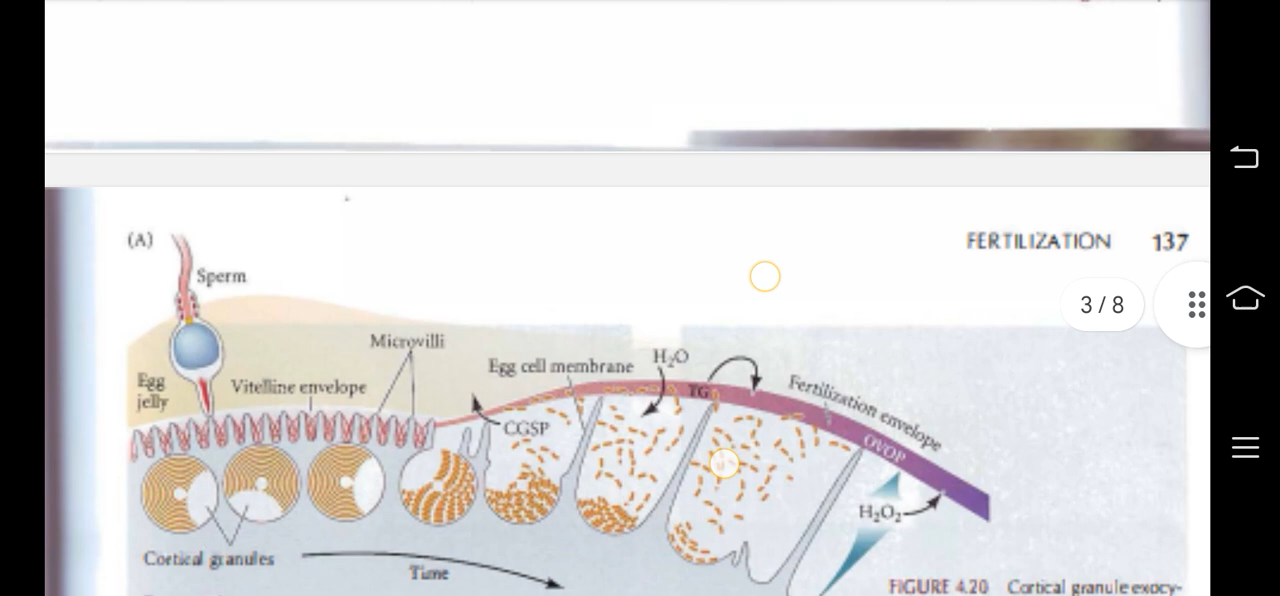 FERTILIZATION 137
(A)
Sperm
3 / 8
Microvilli
Egg cell membrane
H₂O
Egg
jelly
Vitelline envelope
TG
Fertilization envelope
CGSP
OVOP
H₂O₂
Cortical granules
Time
FIGURE 4.20 Cortical granule exocy-